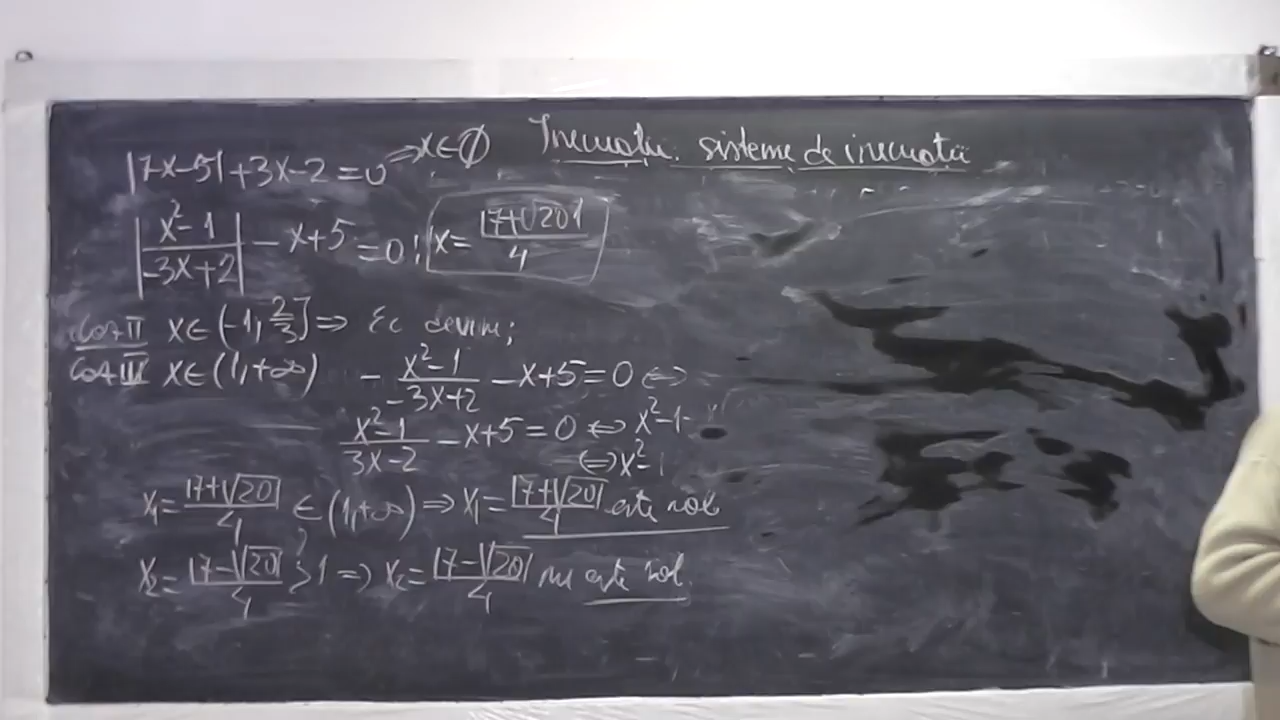 Inecuații. sisteme de inecuații
|7x-5|+3x-2=0 ⇒ x∈∅
|x²-1 / -3x+2| - x+5 =0; x= 17+√201 / 4
Caz II x∈(-1, 2/3] ⇒ Ec devine;
Caz IV x∈(1,+∞) - x²-1 / -3x+2 - x+5=0 ⇔
x²-1 / 3x-2 - x+5=0 ⇔ x²-1-
⇔ x²-1
x₁= 17+√201 / 4 ∈(1,+∞) ⇒ x₁= 17+√201 / 4 este sol
x₂= 17-√201 / 4 >1 ⇒ x₂= 17-√201 / 4 nu este sol.